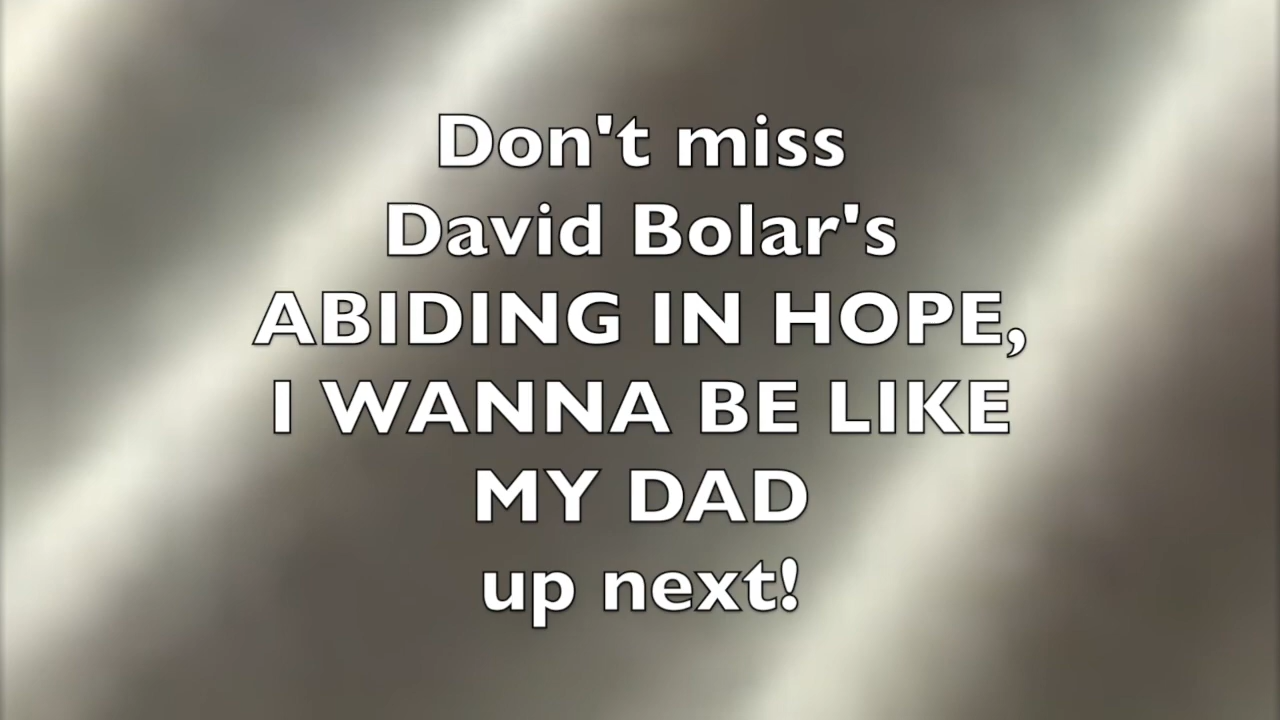 Don't miss
David Bolar's
ABIDING IN HOPE,
I WANNA BE LIKE
MY DAD
up next!